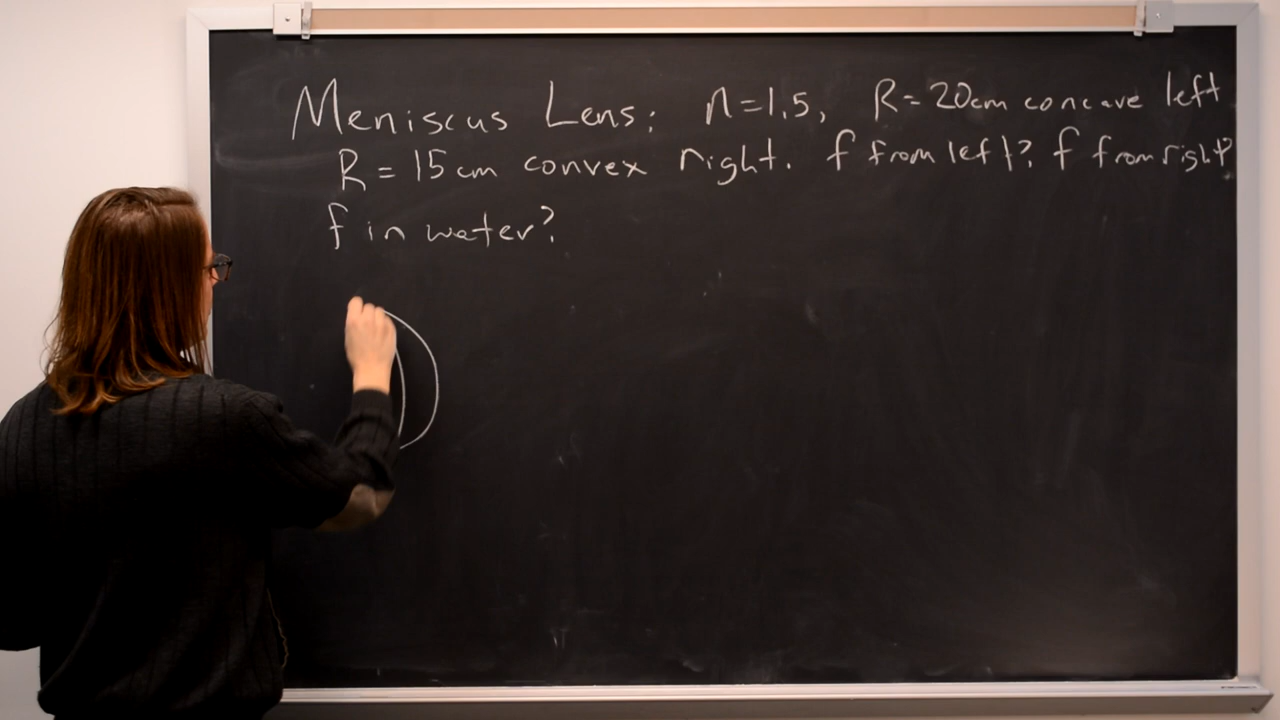 Meniscus Lens: n=1.5, R=20cm concave left
R=15cm convex right. f from left? f from right?
f in water?